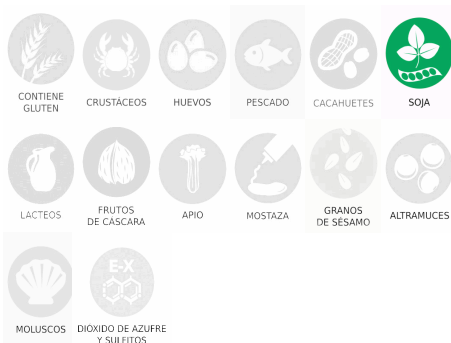 CONTIENE
GLUTEN
CRUSTÁCEOS
HUEVOS
PESCADO
CACAHUETES
SOJA
LÁCTEOS
FRUTOS
DE CÁSCARA
APIO
MOSTAZA
GRANOS
DE SÉSAMO
ALTRAMUCES
E-X
MOLUSCOS
DIÓXIDO DE AZUFRE
Y SULFITOS